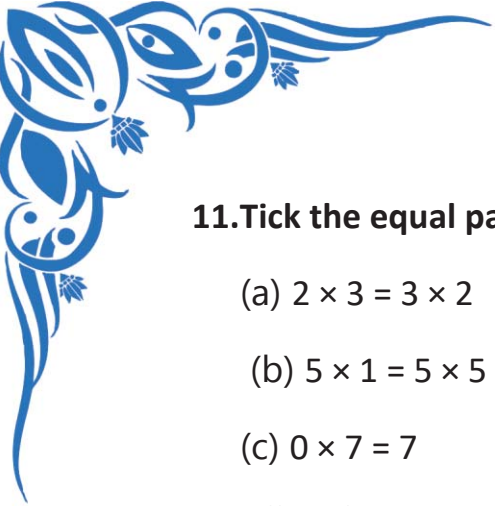 11.Tick the equal pa
(a) 2 × 3 = 3 × 2
(b) 5 × 1 = 5 × 5
(c) 0 × 7 = 7